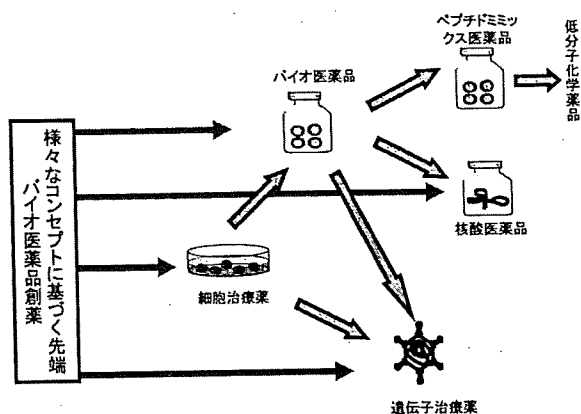 ペプチドミミッ
クス医薬品
低分子化学薬品
バイオ医薬品
様々なコンセプトに基づく先端
バイオ医薬品創薬
核酸医薬品
細胞治療薬
遺伝子治療薬